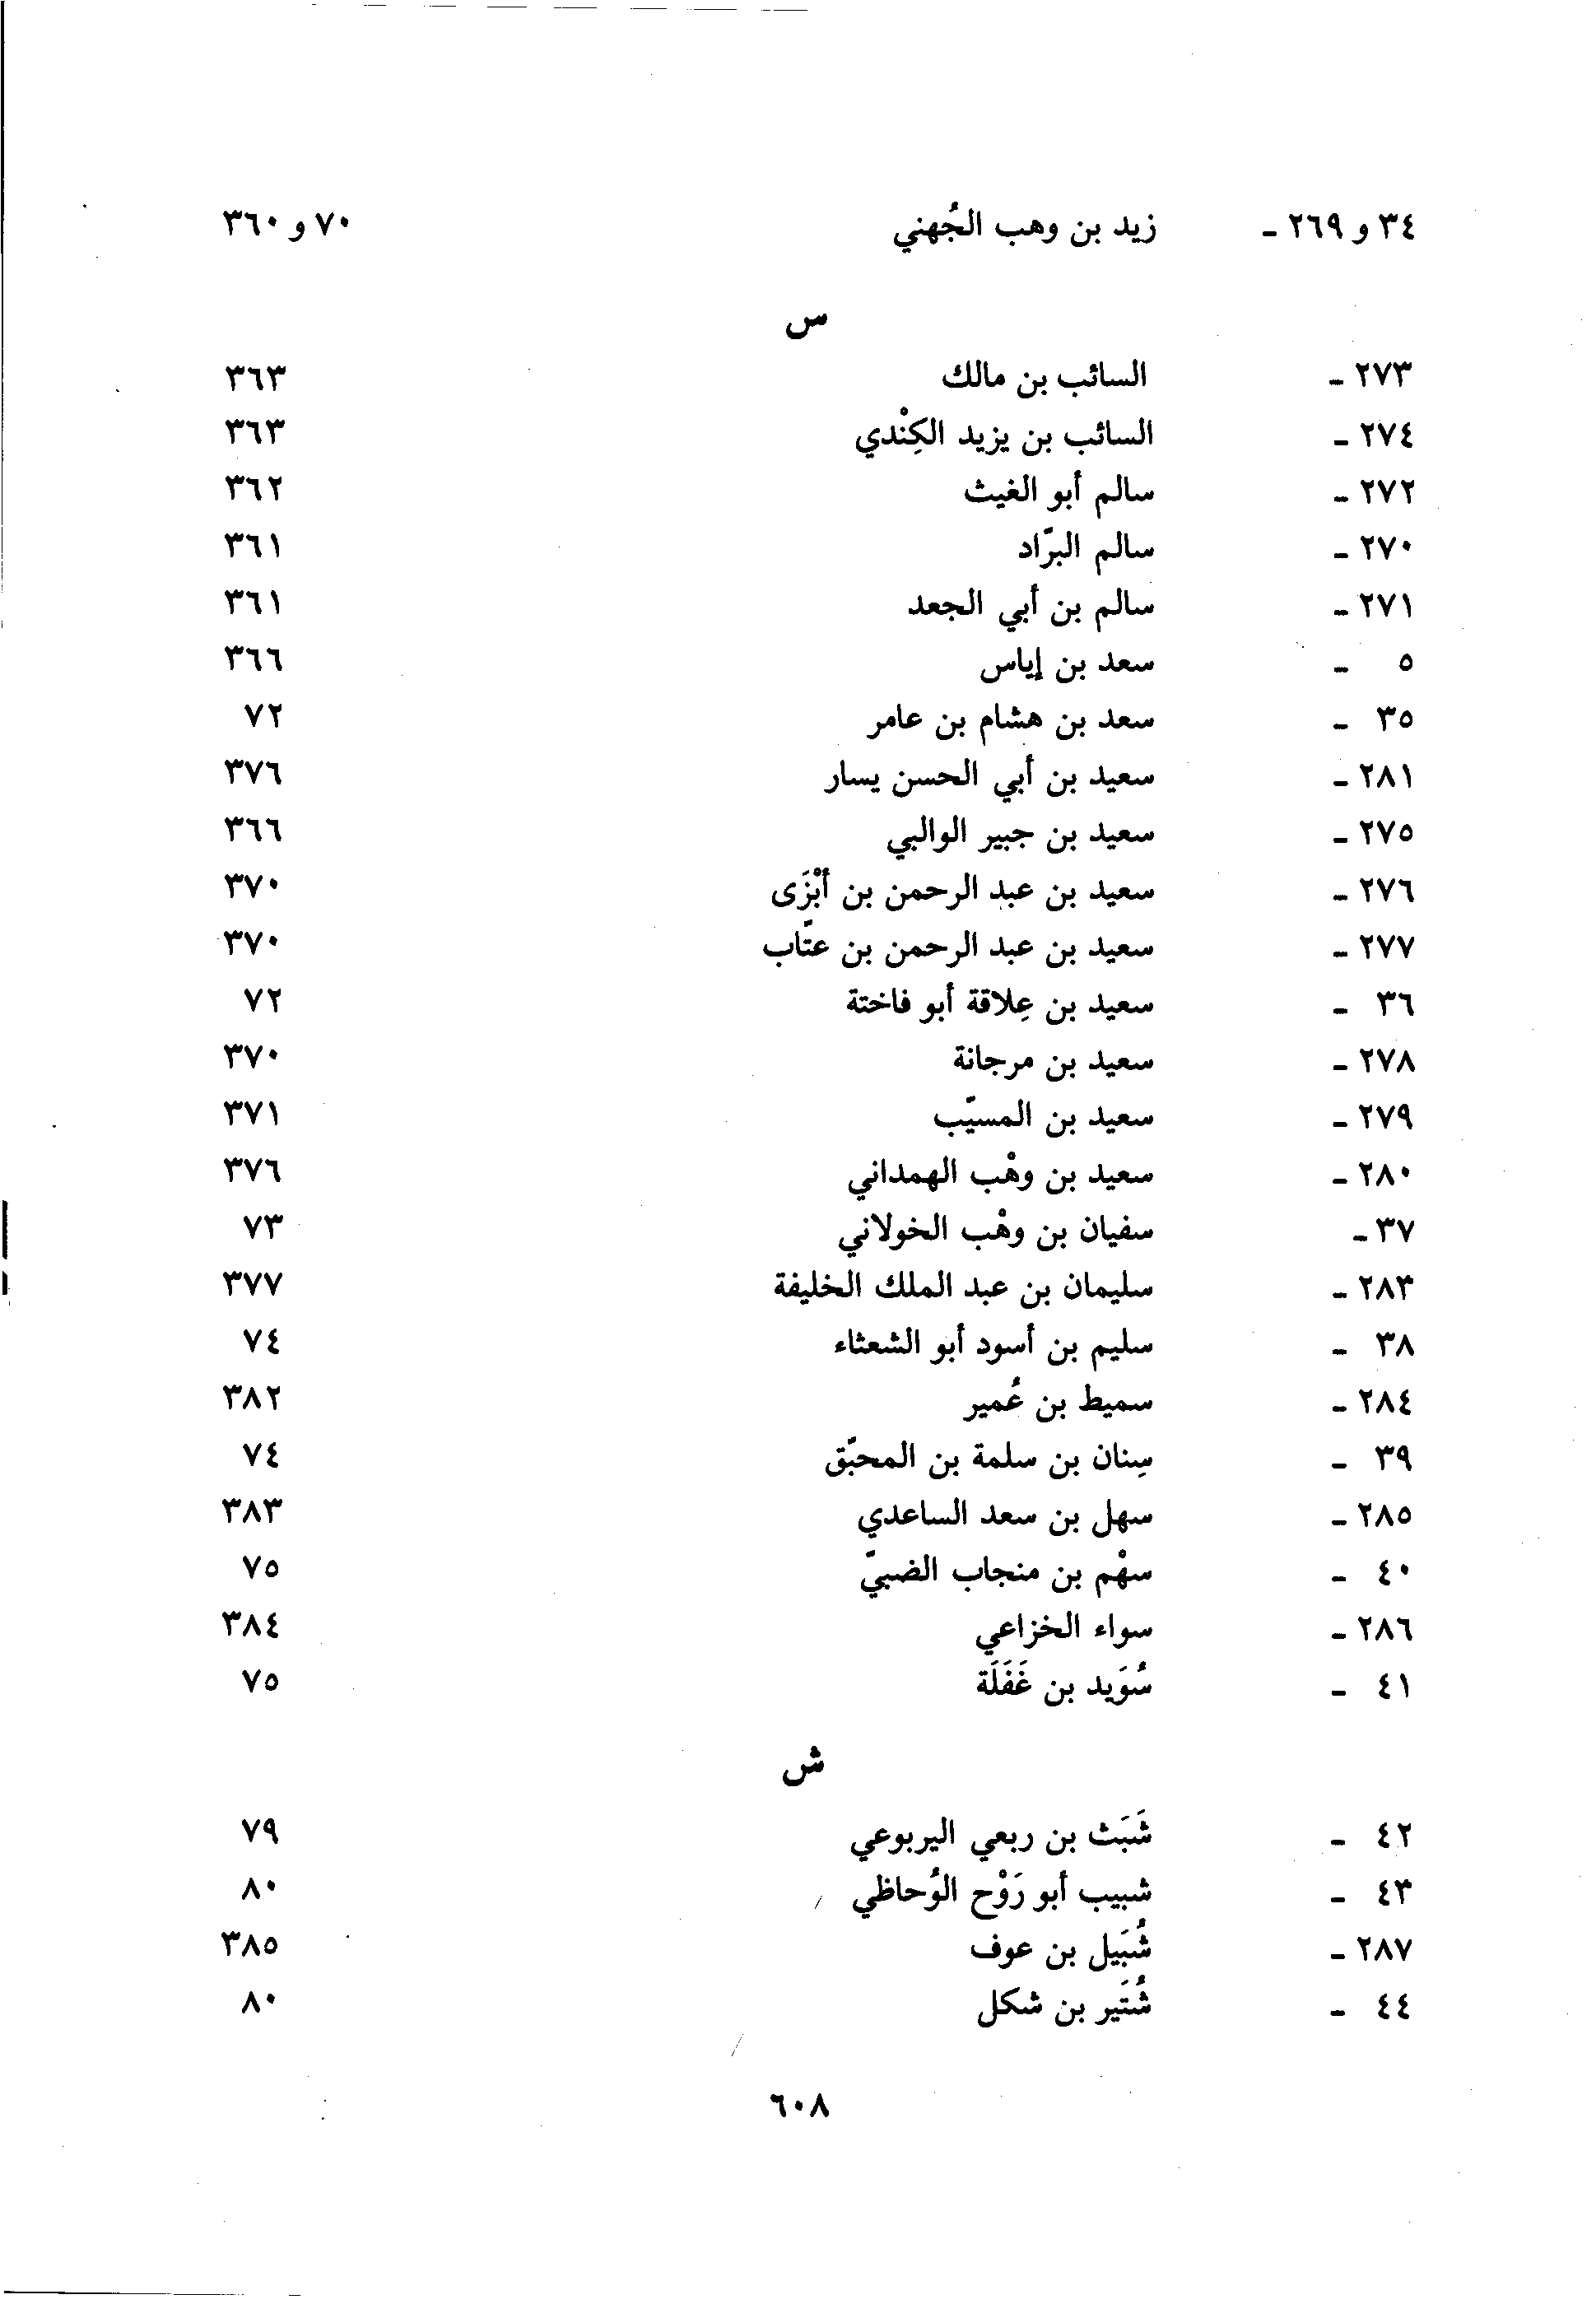 ٣٤ و ٢٦٩ - زيد بن وهب الجُهني ٧٠ و ٣٦٠
س
٢٧٣ - السائب بن مالك ٣٦٣
٢٧٤ - السائب بن يزيد الكِنْدي ٣٦٣
٢٧٢ - سالم أبو الغيث ٣٦٢
٢٧٠ - سالم البرّاد ٣٦١
٢٧١ - سالم بن أبي الجعد ٣٦١
٥ - سعد بن إياس ٣٦٦
٣٥ - سعد بن هشام بن عامر ٧٢
٢٨١ - سعيد بن أبي الحسن يسار ٣٧٦
٢٧٥ - سعيد بن جبير الوالبي ٣٦٦
٢٧٦ - سعيد بن عبد الرحمن بن أبْزَى ٣٧٠
٢٧٧ - سعيد بن عبد الرحمن بن عتّاب ٣٧٠
٣٦ - سعيد بن عِلاقة أبو فاختة ٧٢
٢٧٨ - سعيد بن مرجانة ٣٧٠
٢٧٩ - سعيد بن المسيّب ٣٧١
٢٨٠ - سعيد بن وهْب الهمداني ٣٧٦
٣٧ - سفيان بن وهْب الخولاني ٧٣
٢٨٣ - سليمان بن عبد الملك الخليفة ٣٧٧
٣٨ - سليم بن أسود أبو الشعثاء ٧٤
٢٨٤ - سميط بن عُمير ٣٨٢
٣٩ - سِنان بن سلمة بن المحبّق ٧٤
٢٨٥ - سهل بن سعد الساعدي ٣٨٣
٤٠ - سهْم بن منجاب الضبيّ ٧٥
٢٨٦ - سواء الخزاعي ٣٨٤
٤١ - سُوَيد بن غَفَلَة ٧٥
ش
٤٢ - شَبَث بن ربعي اليربوعي ٧٩
٤٣ - شبيب أبو رَوْح الوُحاظي ٨٠
٢٨٧ - شُبَيل بن عوف ٣٨٥
٤٤ - شُتَير بن شكل ٨٠
٦٠٨